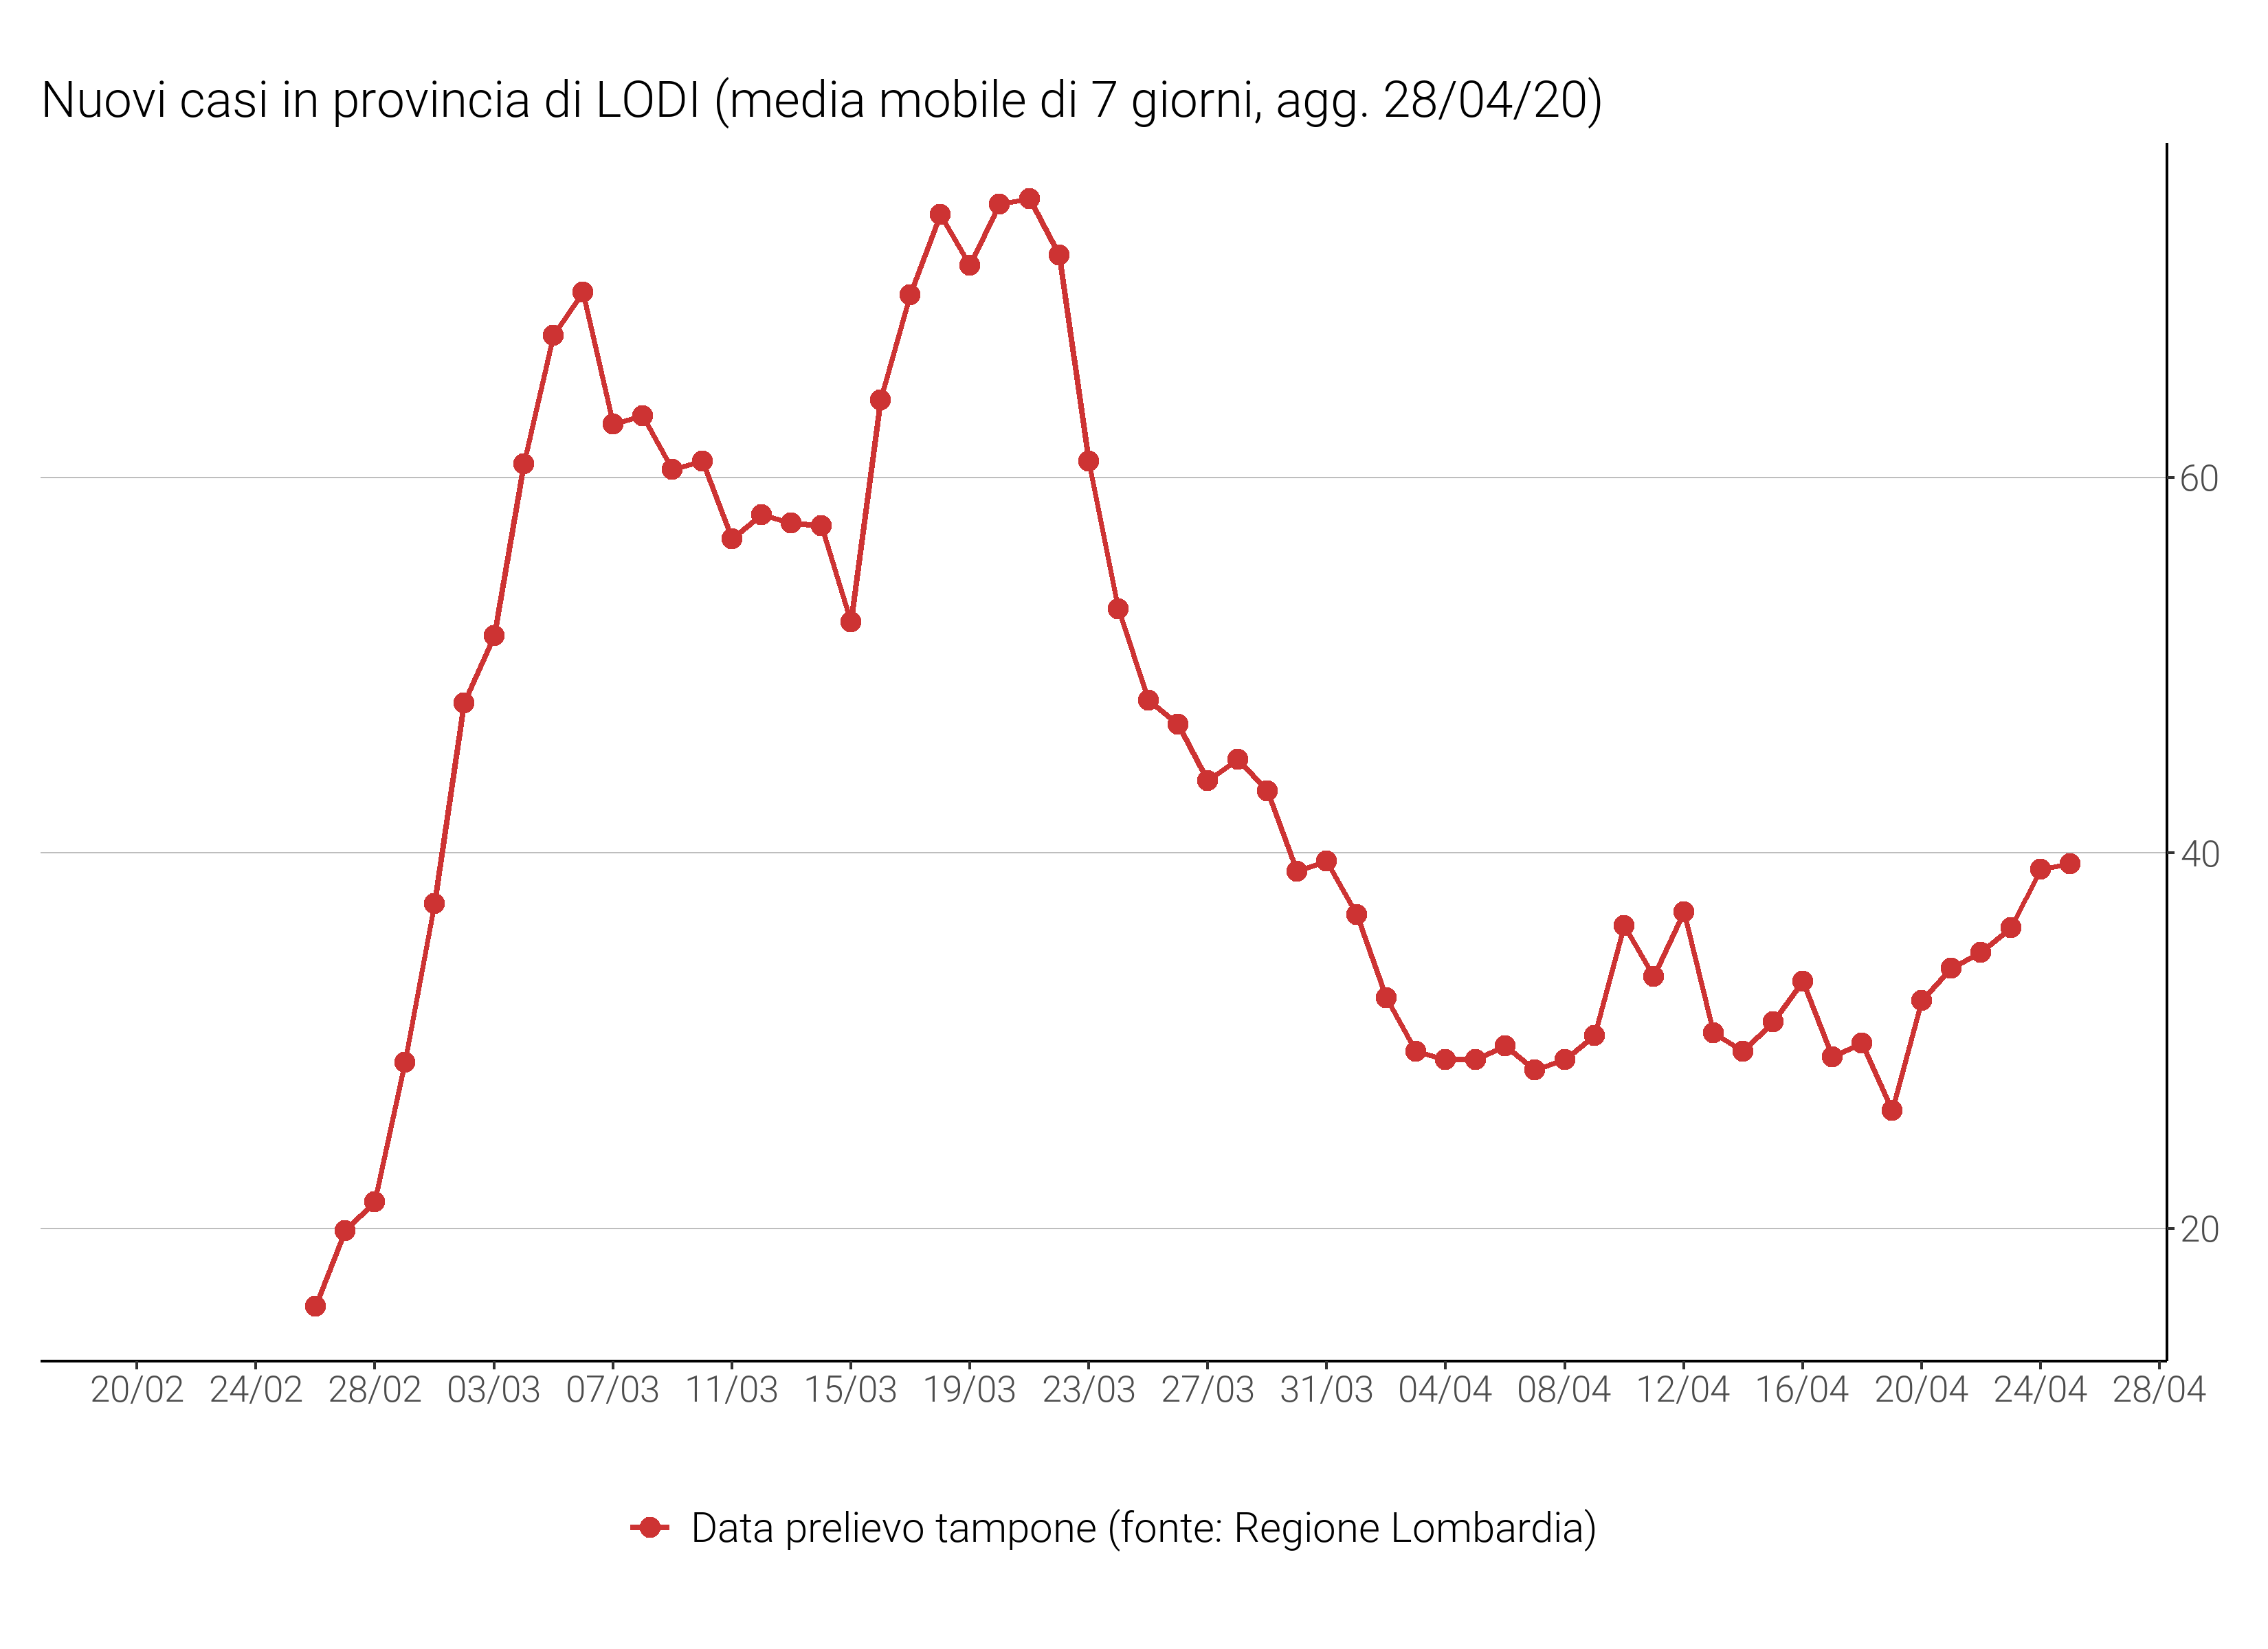 Nuovi casi in provincia di LODI (media mobile di 7 giorni, agg. 28/04/20)
60
40
20
20/02 24/02 28/02 03/03 07/03 11/03 15/03 19/03 23/03 27/03 31/03 04/04 08/04 12/04 16/04 20/04 24/04 28/04
Data prelievo tampone (fonte: Regione Lombardia)